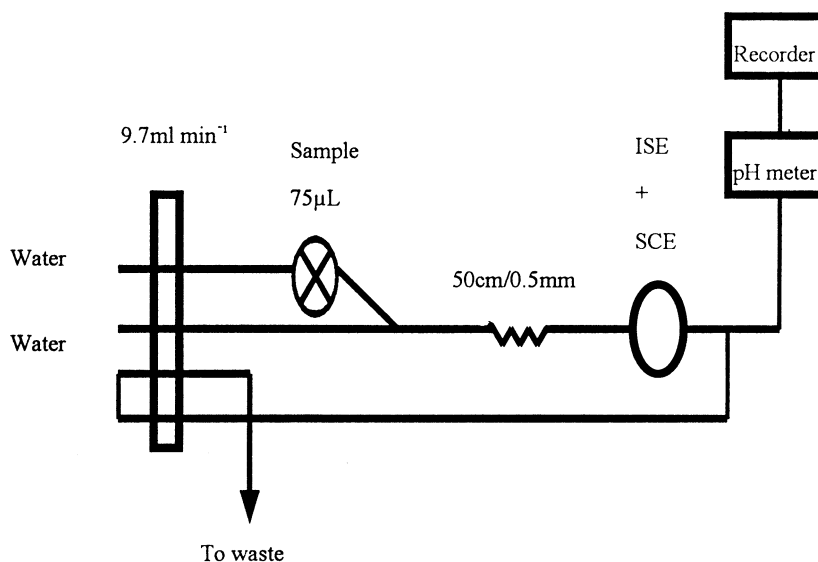 Recorder
9.7ml min⁻¹
Sample
75µL
ISE
+
SCE
pH meter
Water
50cm/0.5mm
Water
To waste